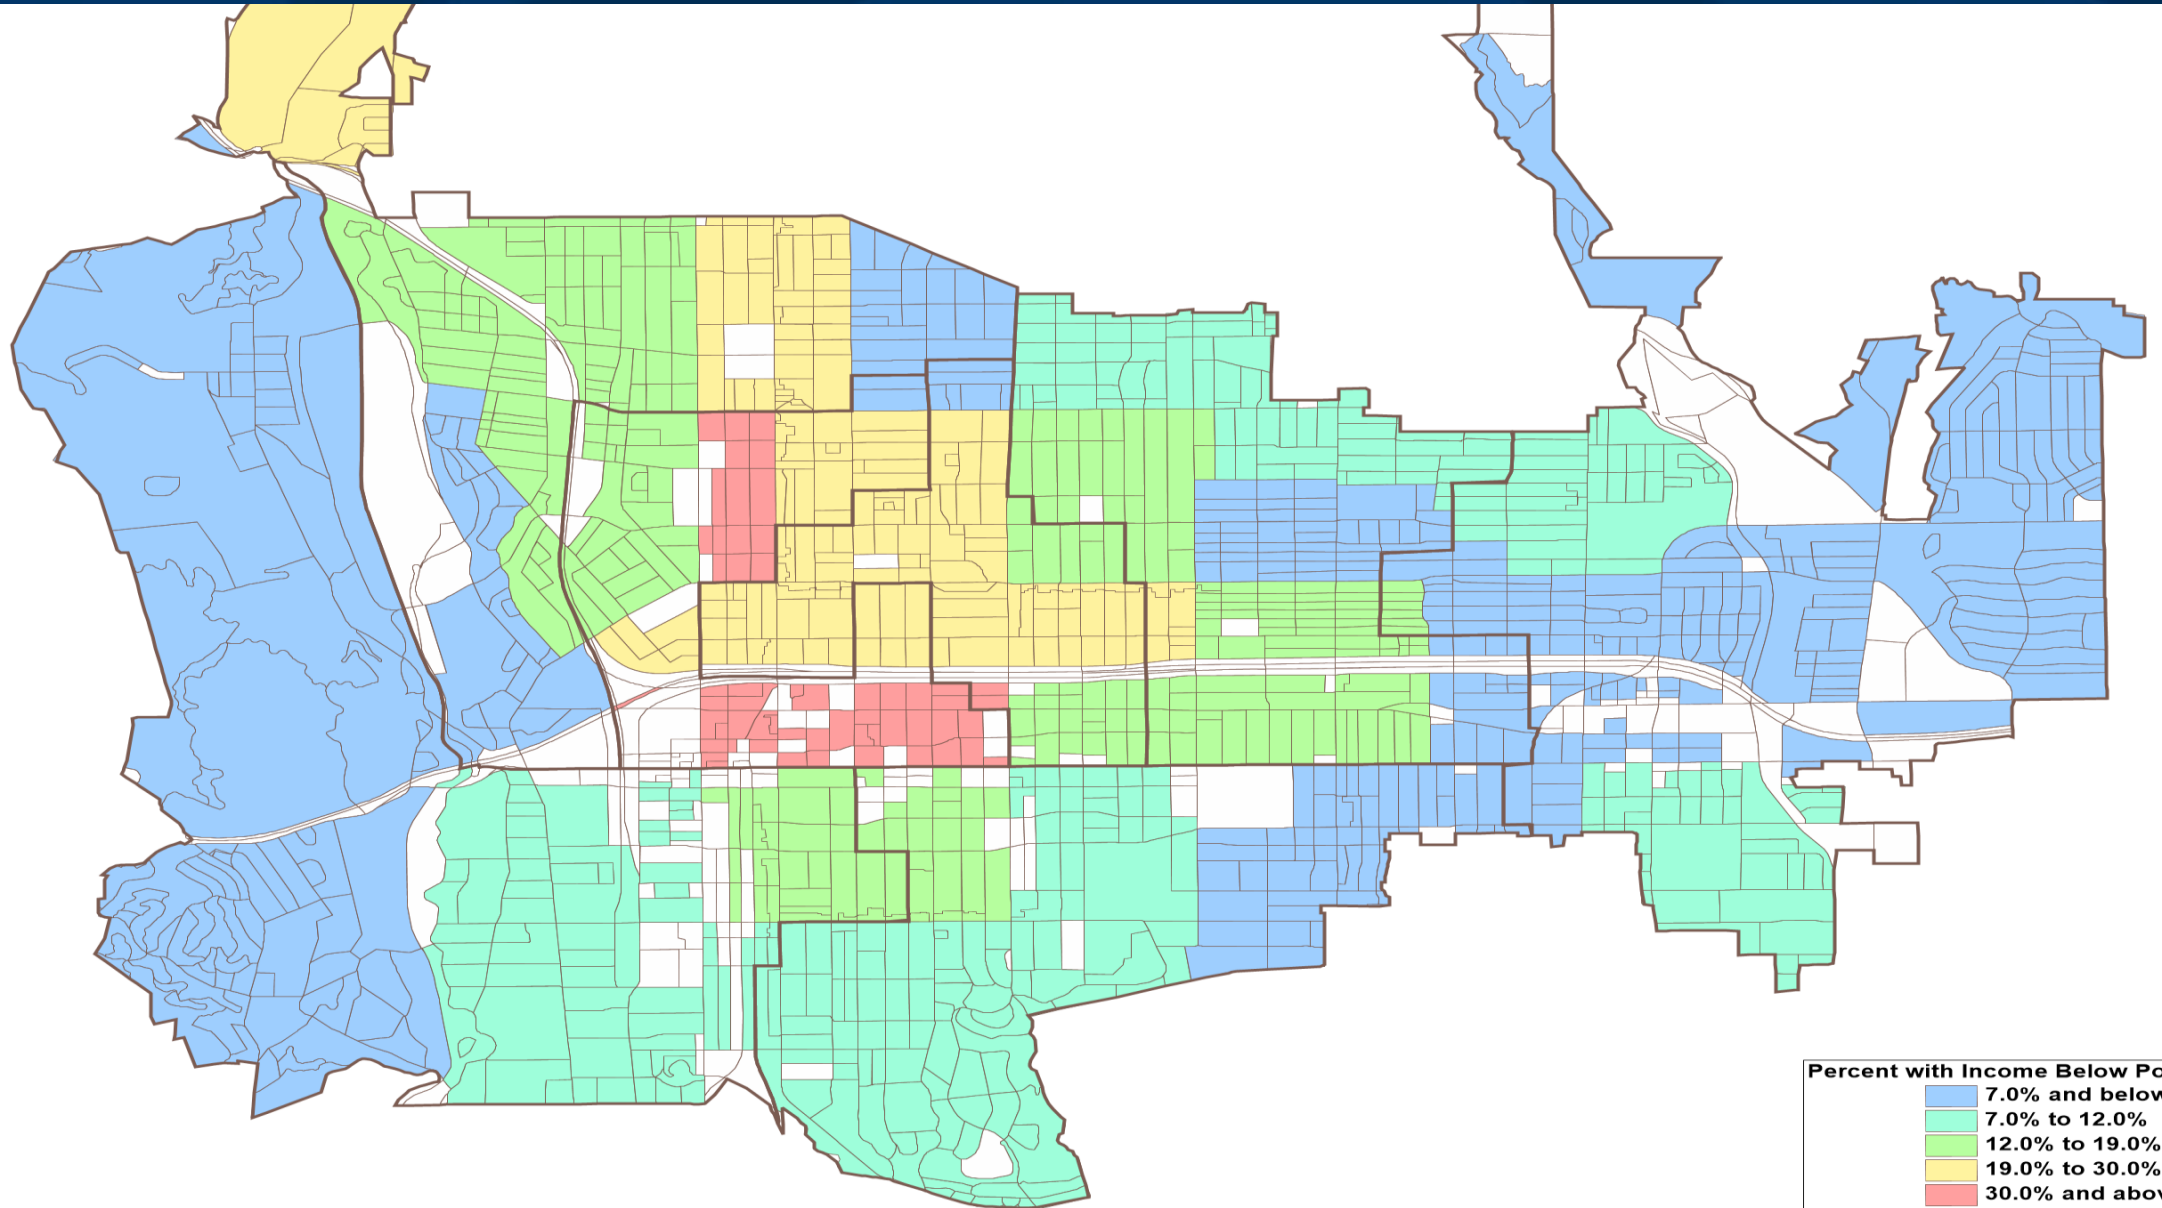 Percent with Income Below Po
7.0% and below
7.0% to 12.0%
12.0% to 19.0%
19.0% to 30.0%
30.0% and abov